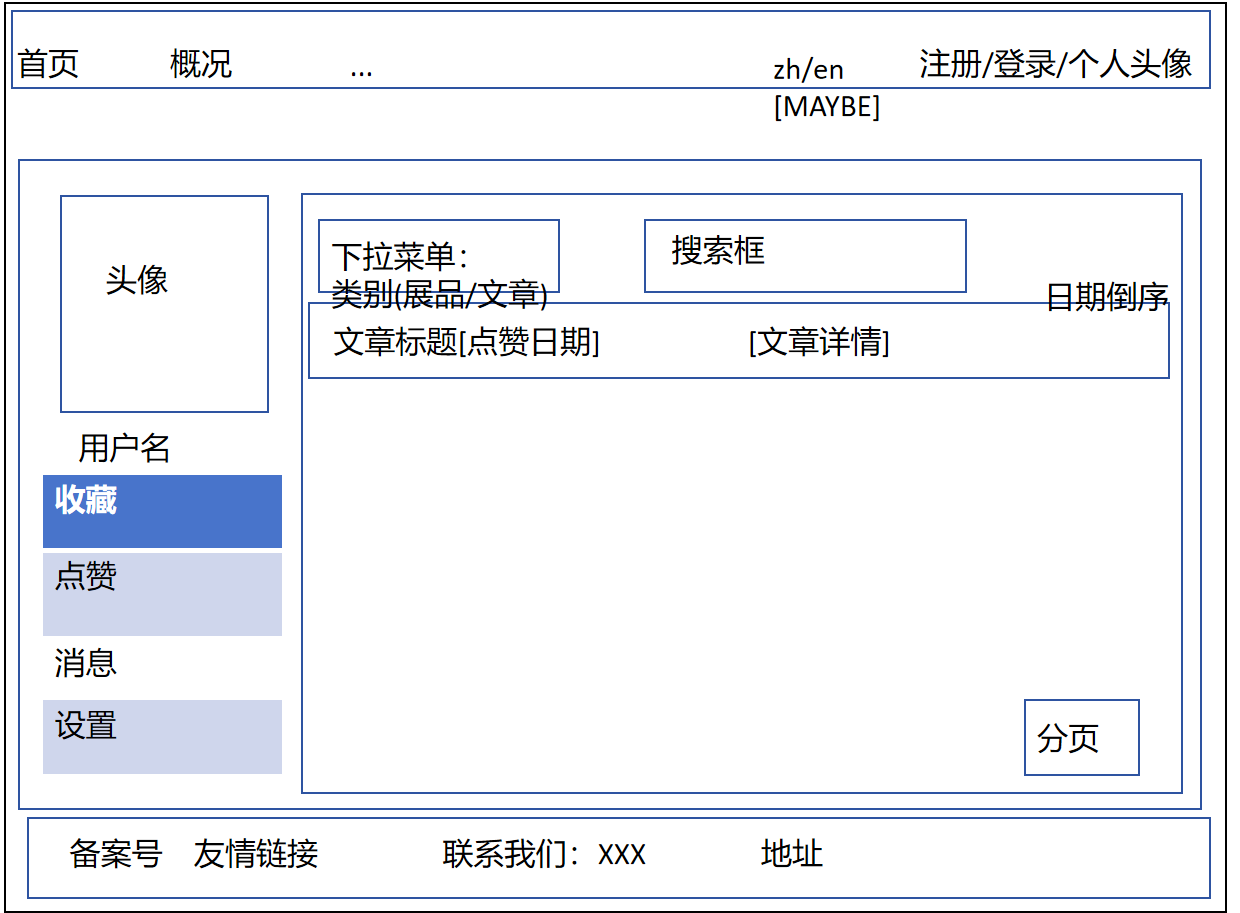 首页
概况
...
zh/en
[MAYBE]
注册/登录/个人头像
头像
用户名
收藏
点赞
消息
设置
下拉菜单：
类别(展品/文章)
搜索框
日期倒序
文章标题[点赞日期]
[文章详情]
分页
备案号
友情链接
联系我们：XXX
地址